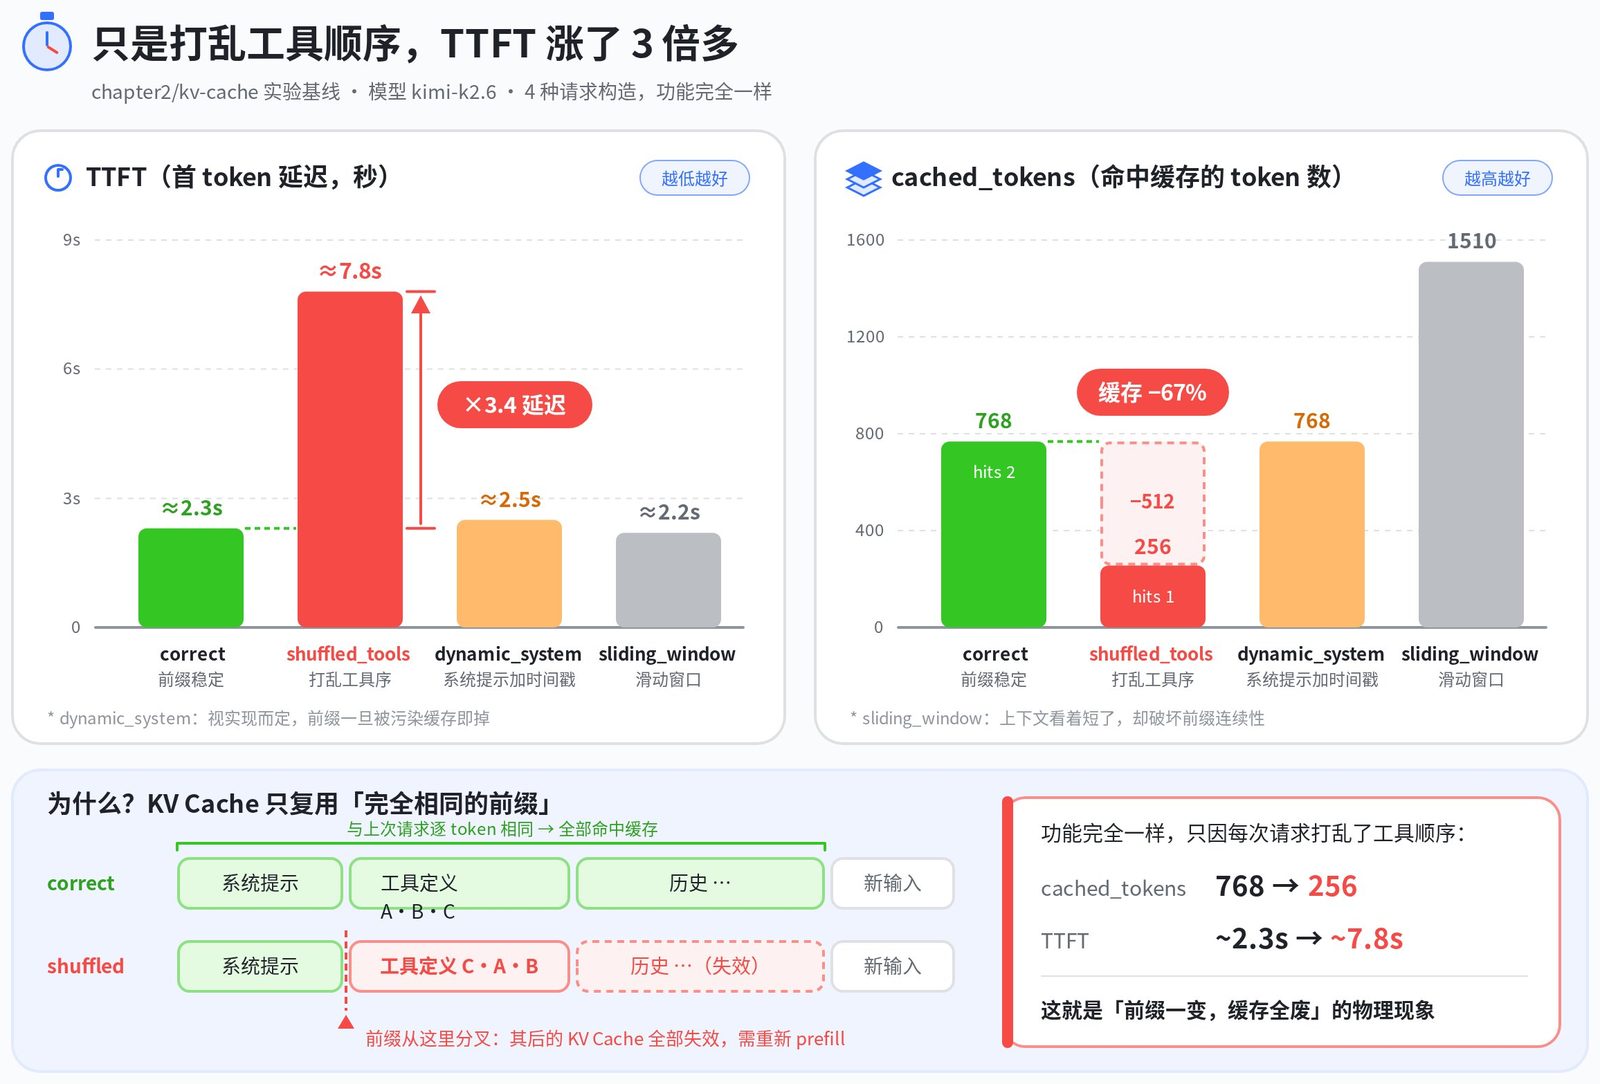 只是打乱工具顺序，TTFT 涨了 3 倍多
chapter2/kv-cache 实验基线 · 模型 kimi-k2.6 · 4 种请求构造，功能完全一样
TTFT（首 token 延迟，秒）
越低越好
9s
6s
3s
0
≈2.3s
≈7.8s
×3.4 延迟
≈2.5s
≈2.2s
correct
前缀稳定
shuffled_tools
打乱工具序
dynamic_system
系统提示加时间戳
sliding_window
滑动窗口
* dynamic_system：视实现而定，前缀一旦被污染缓存即掉
cached_tokens（命中缓存的 token 数）
越高越好
1600
1200
800
400
0
768
hits 2
缓存 −67%
−512
256
hits 1
768
1510
correct
前缀稳定
shuffled_tools
打乱工具序
dynamic_system
系统提示加时间戳
sliding_window
滑动窗口
* sliding_window：上下文看着短了，却破坏前缀连续性
为什么？KV Cache 只复用「完全相同的前缀」
与上次请求逐 token 相同 → 全部命中缓存
correct
系统提示
工具定义
A · B · C
历史 …
新输入
shuffled
系统提示
工具定义 C · A · B
历史 …（失效）
新输入
前缀从这里分叉：其后的 KV Cache 全部失效，需重新 prefill
功能完全一样，只因每次请求打乱了工具顺序：
cached_tokens 768 → 256
TTFT ~2.3s → ~7.8s
这就是「前缀一变，缓存全废」的物理现象